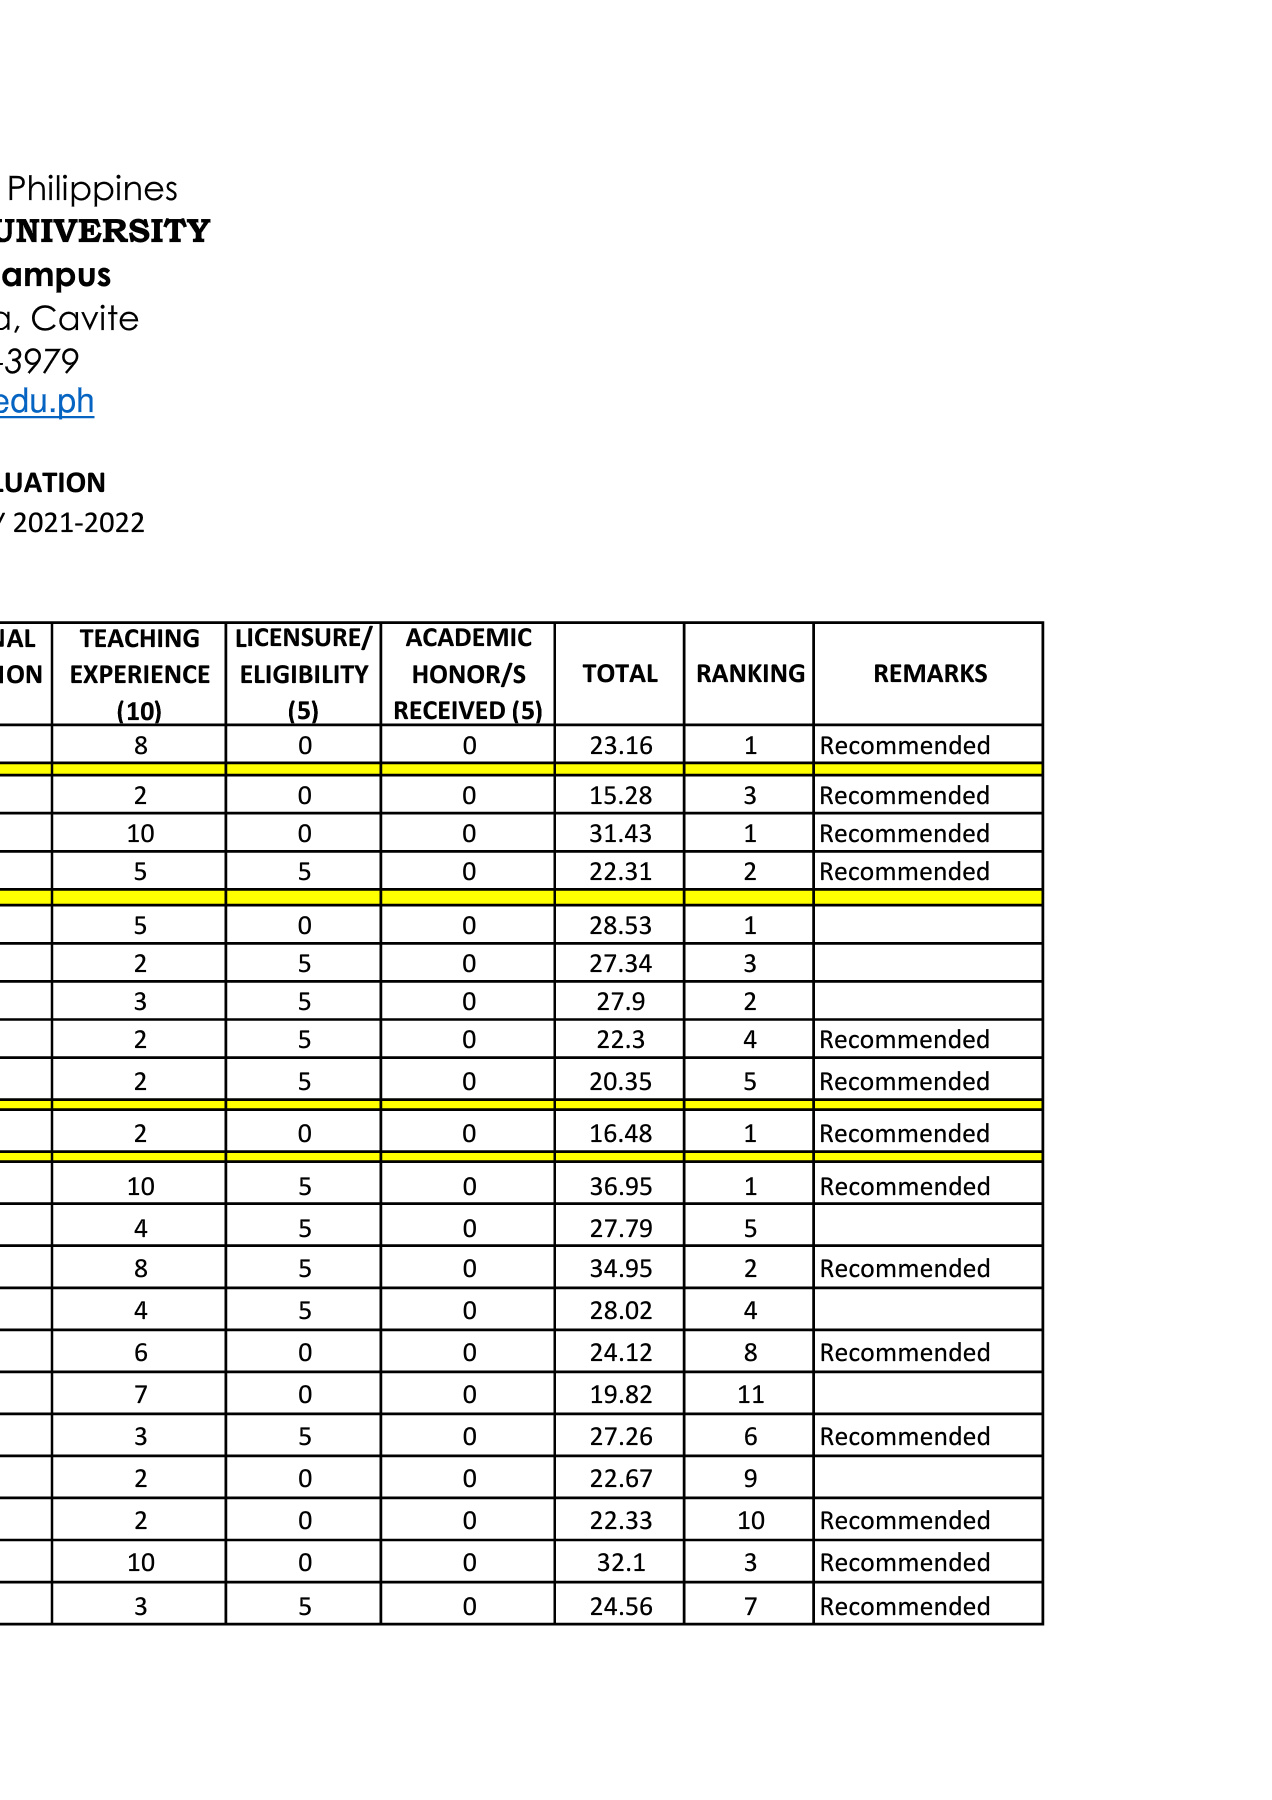 Philippines
UNIVERSITY
ampus
a, Cavite
-3979
edu.ph
LUATION
Y 2021-2022
NAL TEACHING LICENSURE/ ACADEMIC
ION EXPERIENCE ELIGIBILITY HONOR/S TOTAL RANKING REMARKS
(10) (5) RECEIVED (5)
8 0 0 23.16 1 Recommended
2 0 0 15.28 3 Recommended
10 0 0 31.43 1 Recommended
5 5 0 22.31 2 Recommended
5 0 0 28.53 1
2 5 0 27.34 3
3 5 0 27.9 2
2 5 0 22.3 4 Recommended
2 5 0 20.35 5 Recommended
2 0 0 16.48 1 Recommended
10 5 0 36.95 1 Recommended
4 5 0 27.79 5
8 5 0 34.95 2 Recommended
4 5 0 28.02 4
6 0 0 24.12 8 Recommended
7 0 0 19.82 11
3 5 0 27.26 6 Recommended
2 0 0 22.67 9
2 0 0 22.33 10 Recommended
10 0 0 32.1 3 Recommended
3 5 0 24.56 7 Recommended